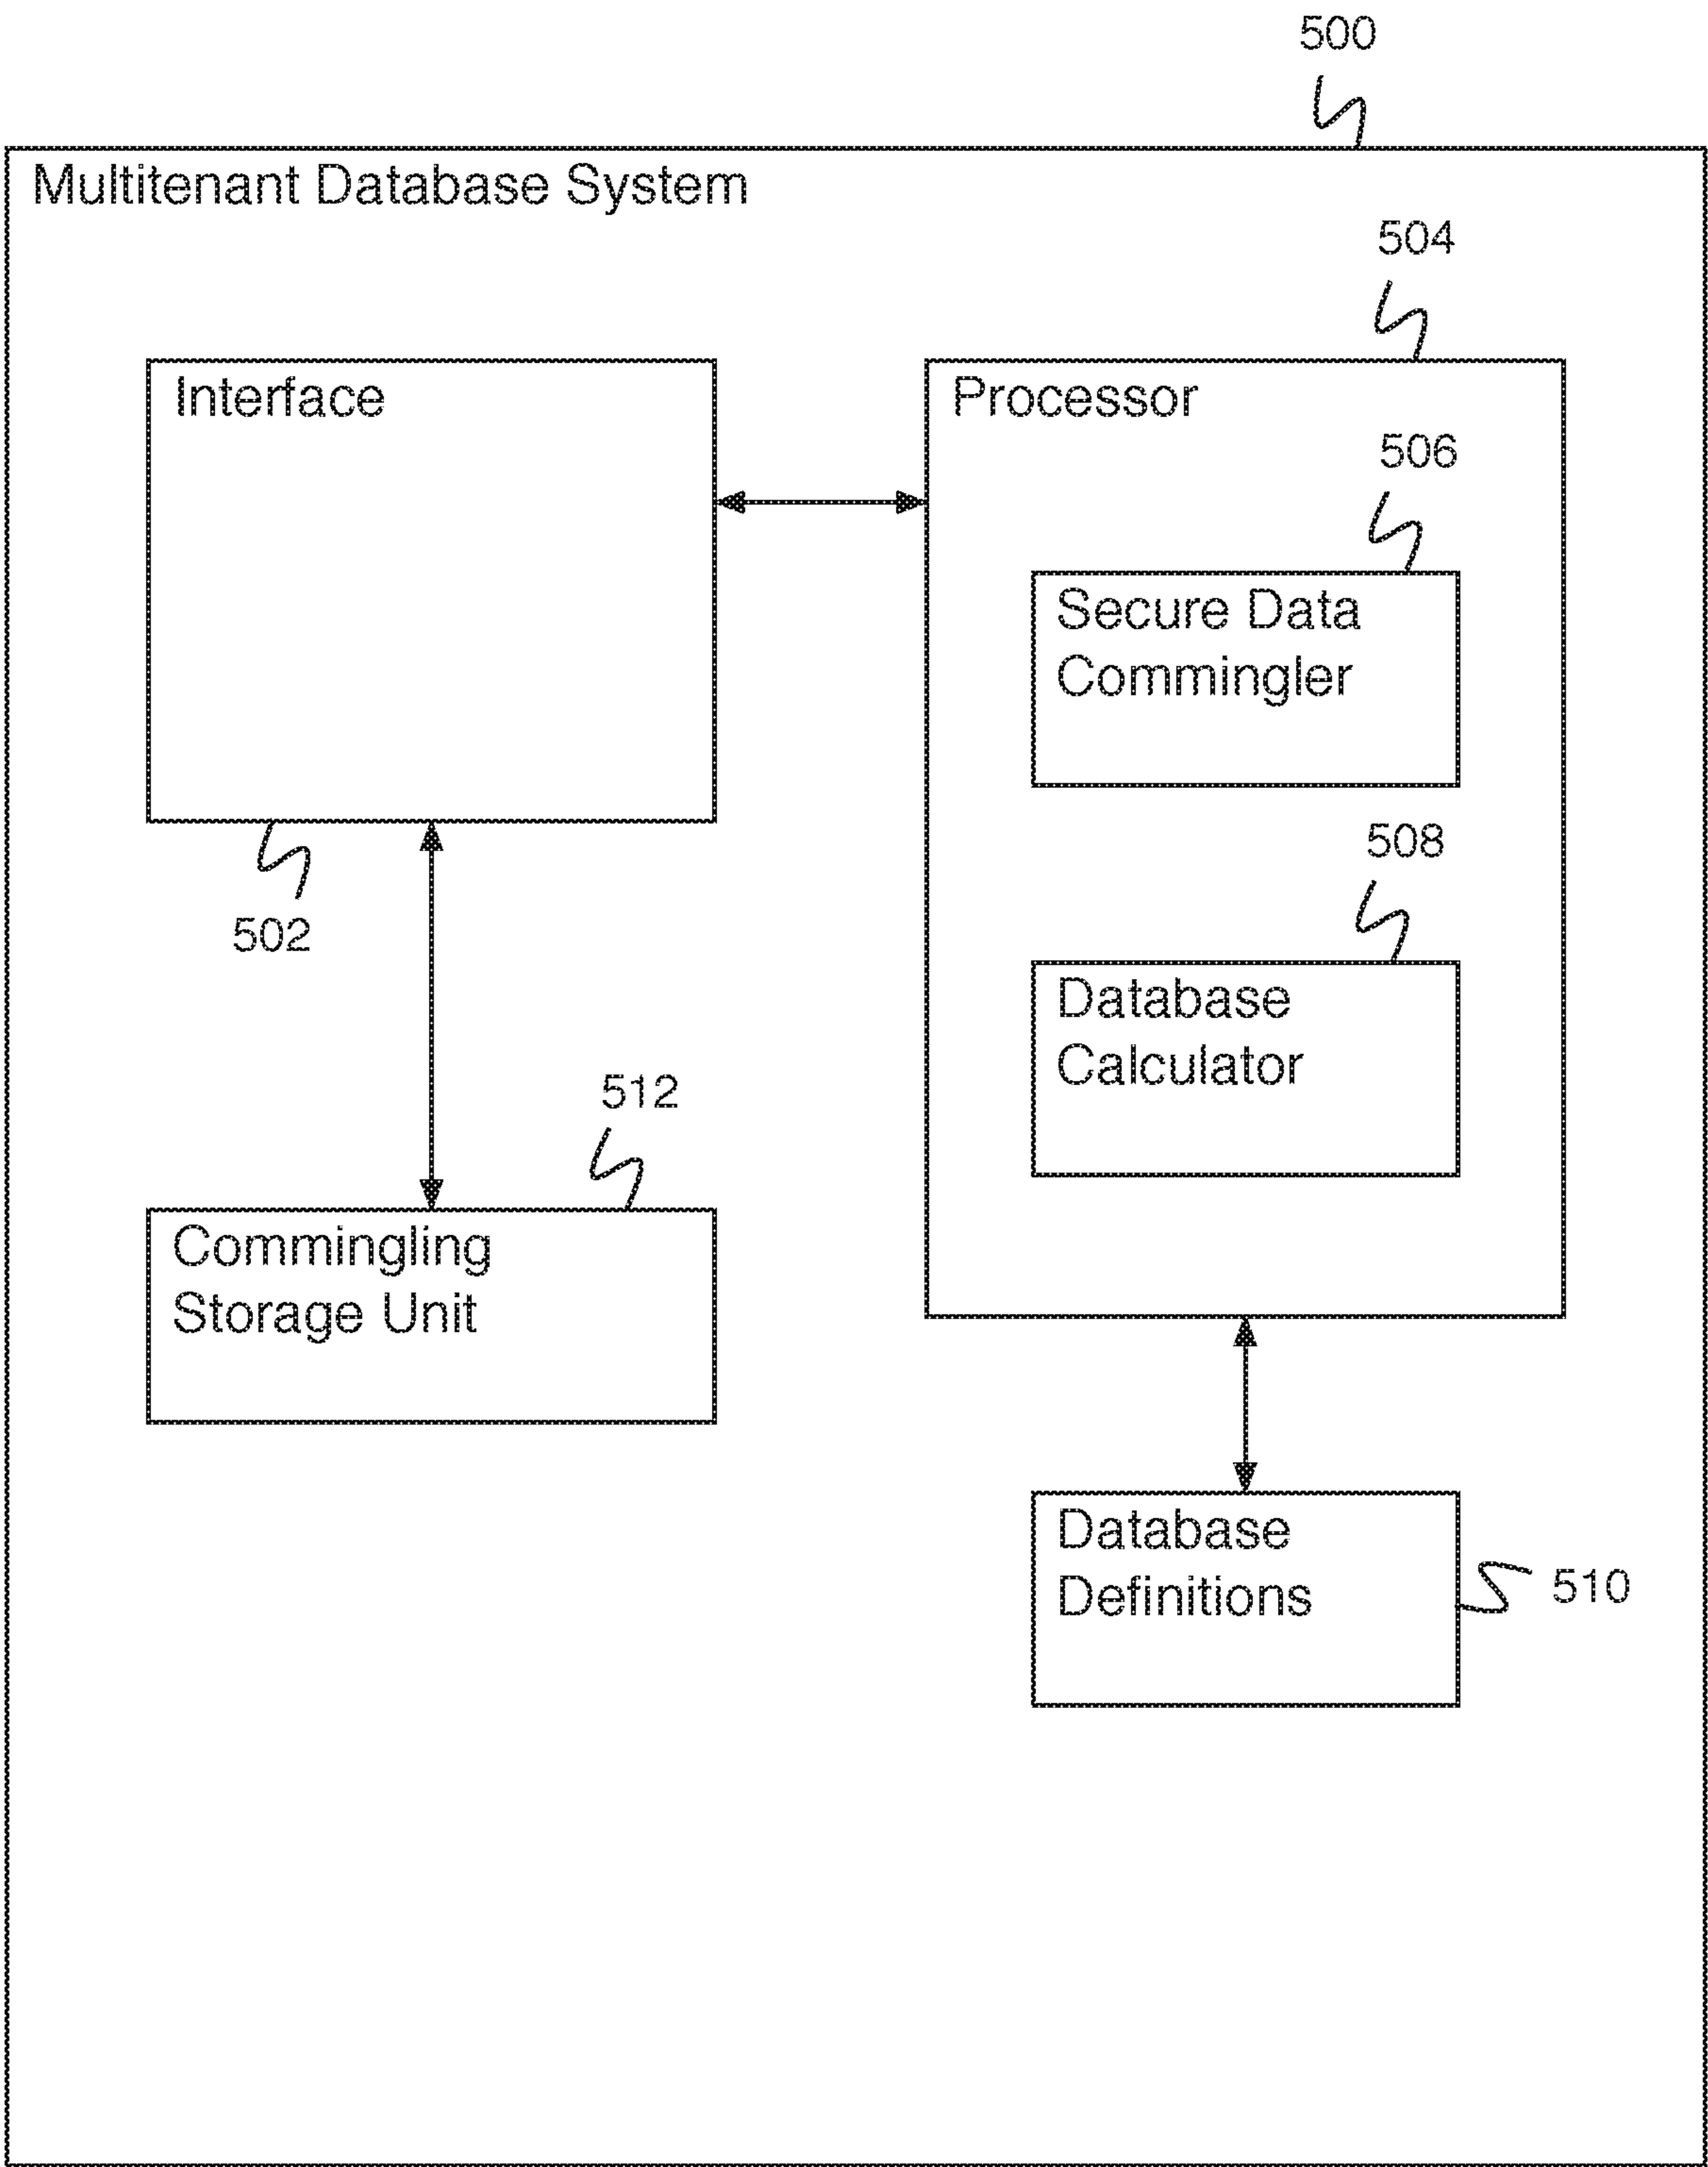 500
Multitenant Database System
504
Interface
Processor
506
Secure Data
Commingler
508
502
Database
Calculator
512
Commingling
Storage Unit
Database
Definitions
510